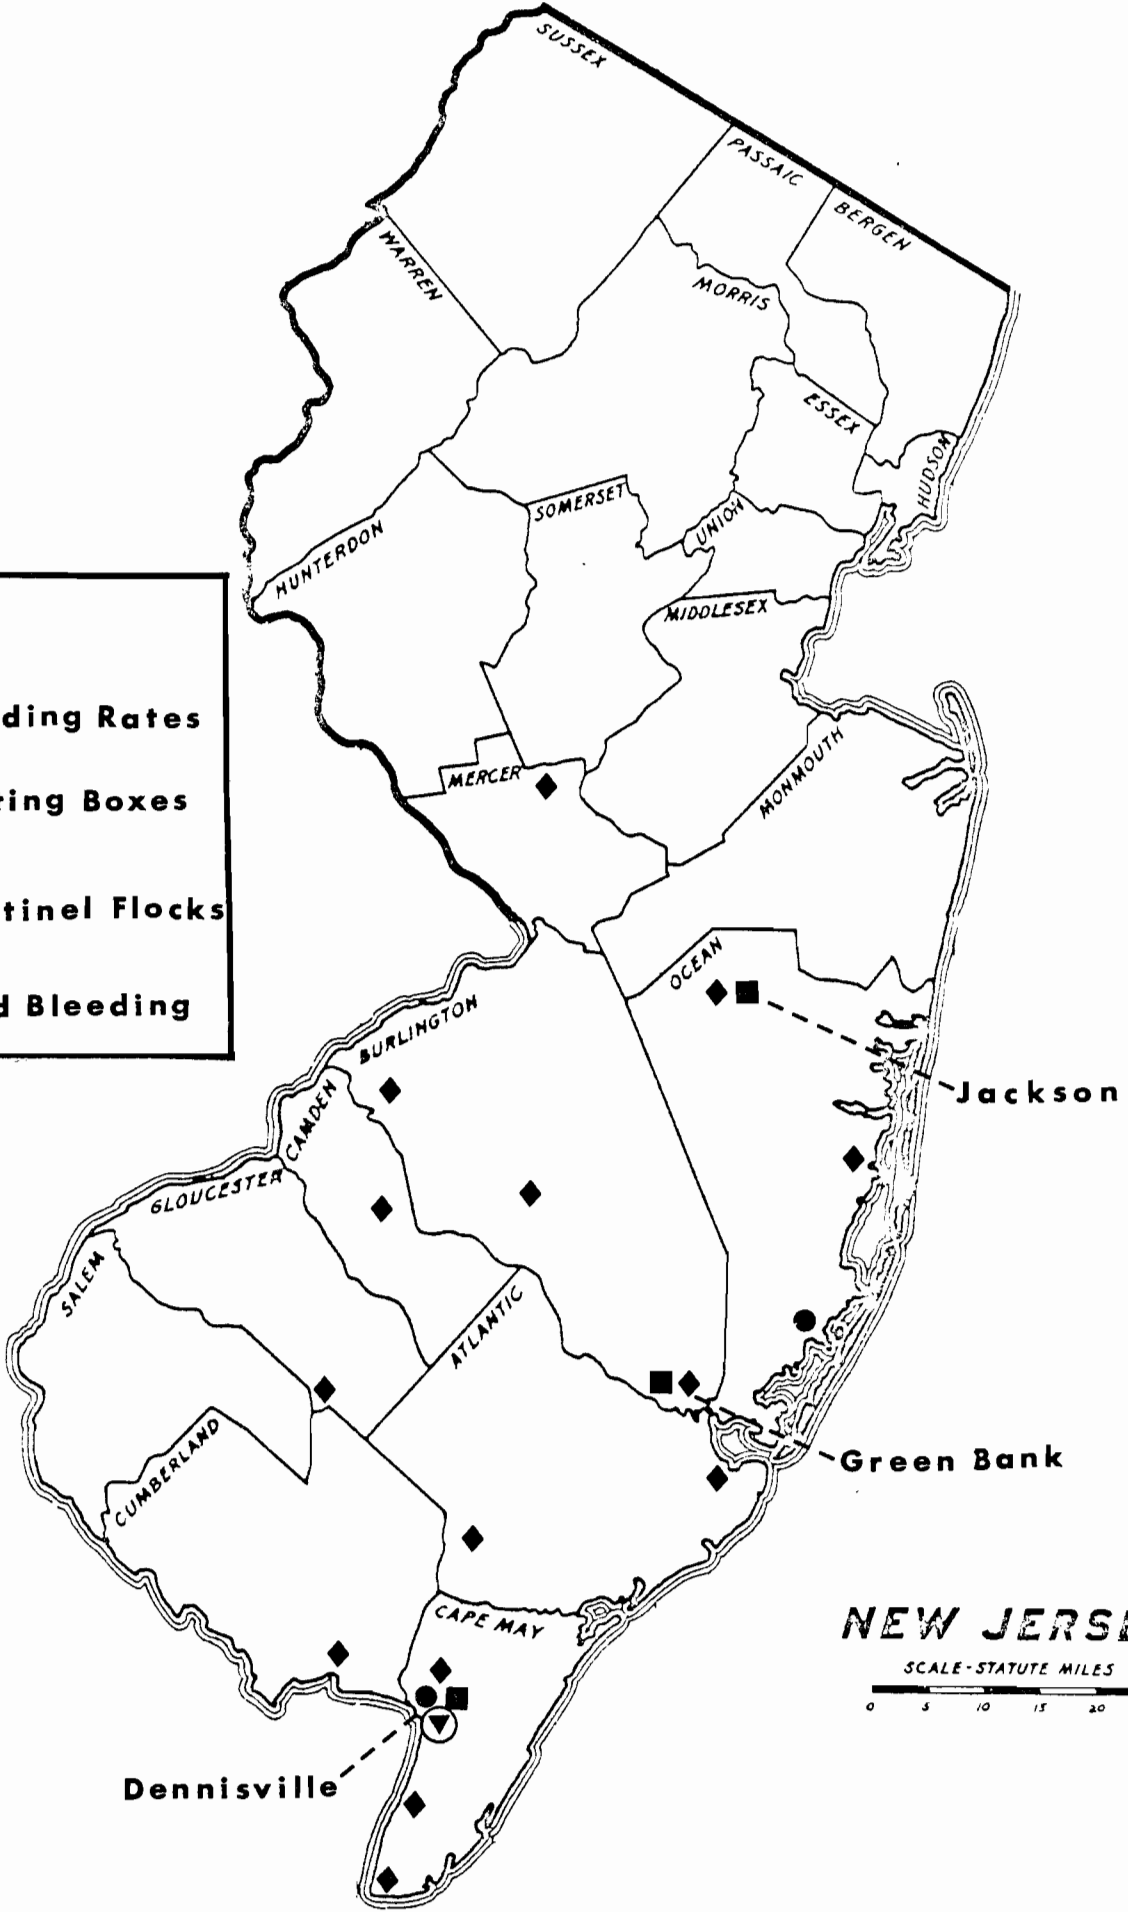 SUSSEX
PASSAIC
BERGEN
WARREN
MORRIS
ESSEX
HUDSON
SOMERSET
UNION
HUNTERDON
MIDDLESEX
ding Rates
ing Boxes
tinel Flocks
d Bleeding
MERCER
MONMOUTH
OCEAN
BURLINGTON
Jackson
CAMDEN
GLOUCESTER
SALEM
ATLANTIC
CUMBERLAND
Green Bank
CAPE MAY
NEW JERSE
SCALE-STATUTE MILES
0 5 10 15 20
Dennisville